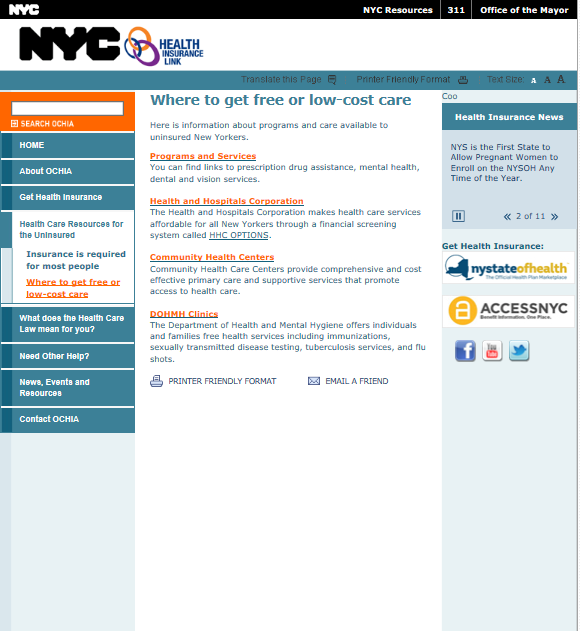 NYC
NYC Resources 311 Office of the Mayor
NYC HEALTH
INSURANCE
LINK
Translate this Page Printer Friendly Format Text Size: A A A
SEARCH OCHIA
HOME
About OCHIA
Get Health Insurance
Health Care Resources for
the Uninsured
Insurance is required
for most people
Where to get free or
low-cost care
What does the Health Care
Law mean for you?
Need Other Help?
News, Events and
Resources
Contact OCHIA
Where to get free or low-cost care
Here is information about programs and care available to
uninsured New Yorkers.
Programs and Services
You can find links to prescription drug assistance, mental health,
dental and vision services.
Health and Hospitals Corporation
The Health and Hospitals Corporation makes health care services
affordable for all New Yorkers through a financial screening
system called HHC OPTIONS.
Community Health Centers
Community Health Care Centers provide comprehensive and cost
effective primary care and supportive services that promote
access to health care.
DOHMH Clinics
The Department of Health and Mental Hygiene offers individuals
and families free health services including immunizations,
sexually transmitted disease testing, tuberculosis services, and flu
shots.
PRINTER FRIENDLY FORMAT EMAIL A FRIEND
Coo
Health Insurance News
NYS is the First State to
Allow Pregnant Women to
Enroll on the NYSOH Any
Time of the Year.
« 2 of 11 »
Get Health Insurance:
nystateofhealth™
The Official Health Plan Marketplace
ACCESSNYC
Benefit Information. One Place.
f
You
Tube